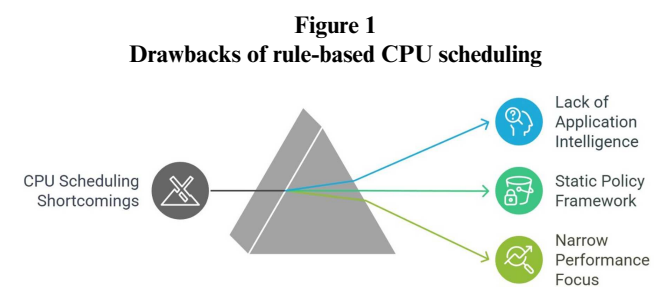 Figure 1
Drawbacks of rule-based CPU scheduling
CPU Scheduling
Shortcomings
Lack of
Application
Intelligence
Static Policy
Framework
Narrow
Performance
Focus